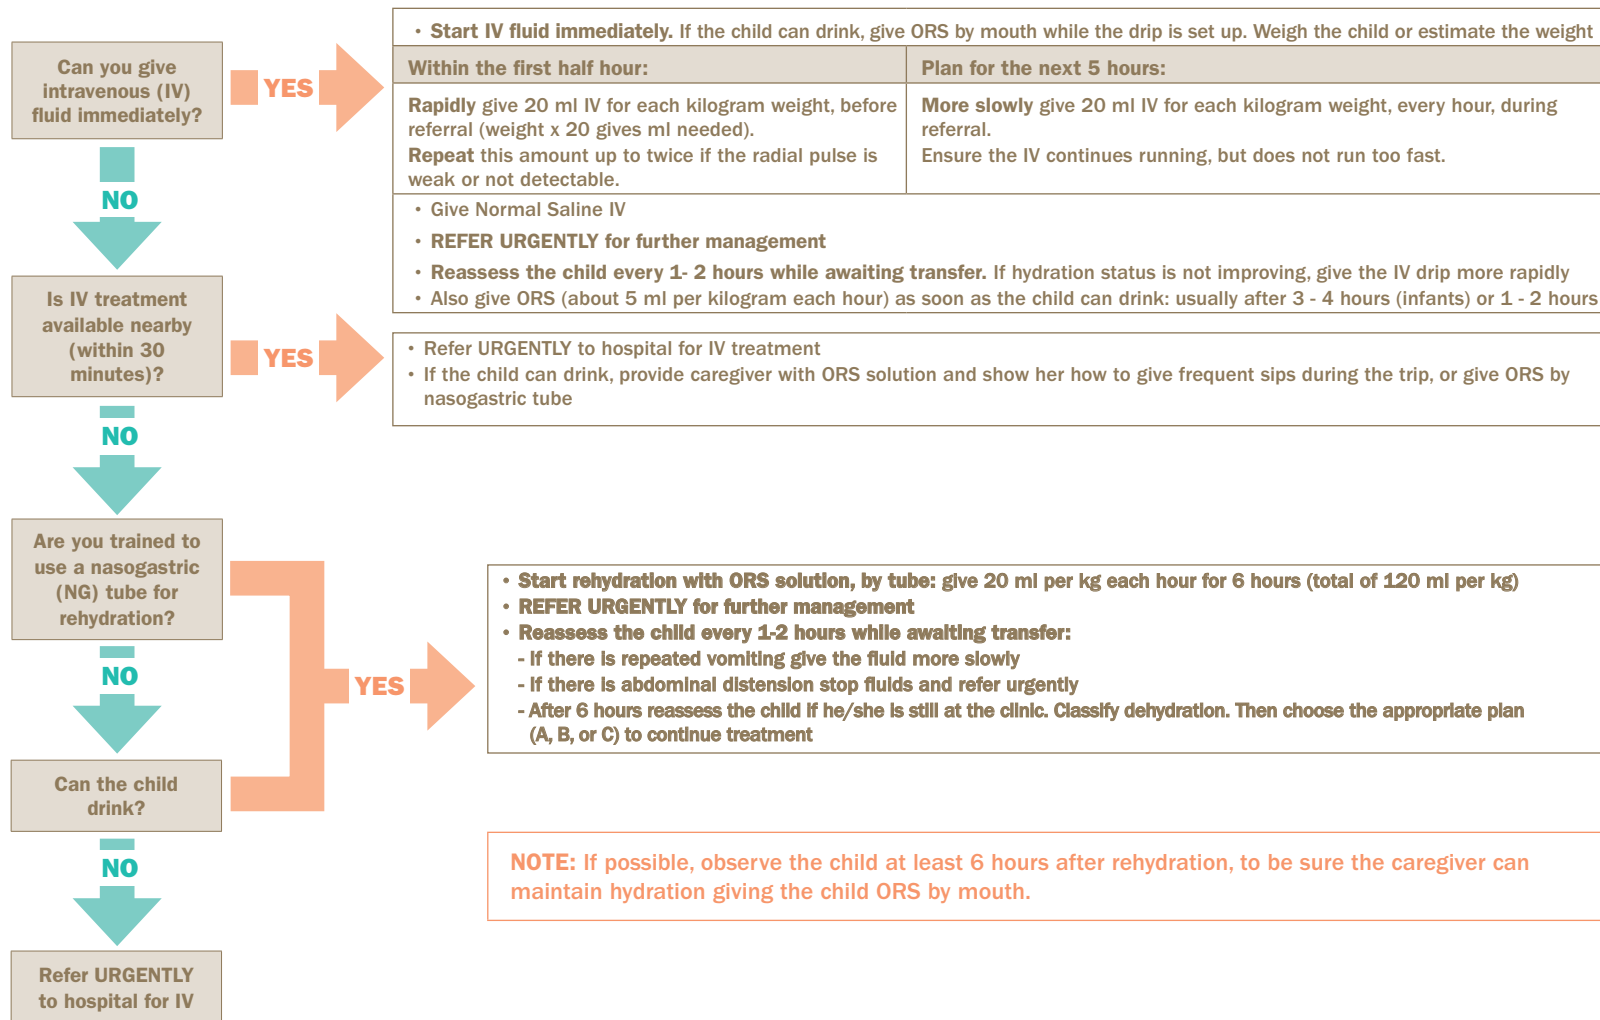 Can you give
intravenous (IV)
fluid immediately?
YES
• Start IV fluid immediately. If the child can drink, give ORS by mouth while the drip is set up. Weigh the child or estimate the weight
Within the first half hour:
Rapidly give 20 ml IV for each kilogram weight, before
referral (weight x 20 gives ml needed).
Repeat this amount up to twice if the radial pulse is
weak or not detectable.
Plan for the next 5 hours:
More slowly give 20 ml IV for each kilogram weight, every hour, during
referral.
Ensure the IV continues running, but does not run too fast.
• Give Normal Saline IV
• REFER URGENTLY for further management
• Reassess the child every 1- 2 hours while awaiting transfer. If hydration status is not improving, give the IV drip more rapidly
• Also give ORS (about 5 ml per kilogram each hour) as soon as the child can drink: usually after 3 - 4 hours (infants) or 1 - 2 hours
NO
Is IV treatment
available nearby
(within 30
minutes)?
YES
• Refer URGENTLY to hospital for IV treatment
• If the child can drink, provide caregiver with ORS solution and show her how to give frequent sips during the trip, or give ORS by
nasogastric tube
NO
Are you trained to
use a nasogastric
(NG) tube for
rehydration?
NO
Can the child
drink?
YES
• Start rehydration with ORS solution, by tube: give 20 ml per kg each hour for 6 hours (total of 120 ml per kg)
• REFER URGENTLY for further management
• Reassess the child every 1-2 hours while awaiting transfer:
- If there is repeated vomiting give the fluid more slowly
- If there is abdominal distension stop fluids and refer urgently
- After 6 hours reassess the child if he/she is still at the clinic. Classify dehydration. Then choose the appropriate plan
(A, B, or C) to continue treatment
NO
Refer URGENTLY
to hospital for IV
NOTE: If possible, observe the child at least 6 hours after rehydration, to be sure the caregiver can
maintain hydration giving the child ORS by mouth.